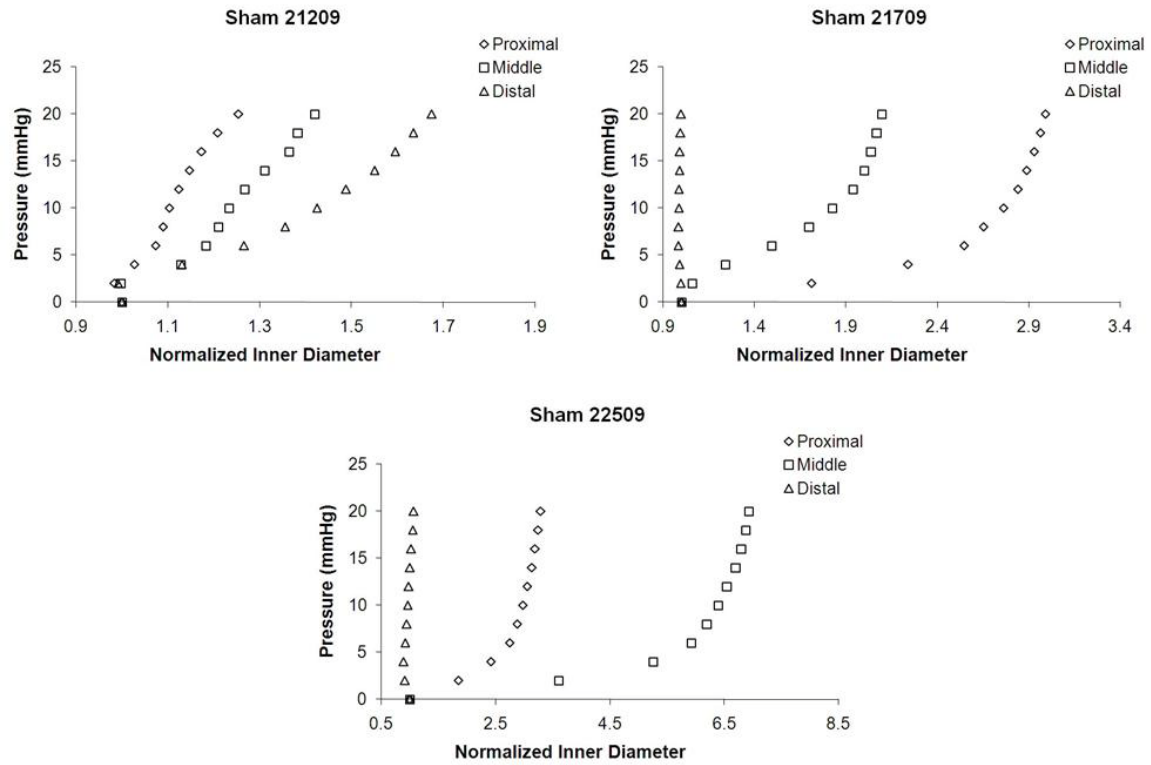 Sham 21209
Proximal
Middle
Distal
25
20
15
10
5
0
Pressure (mmHg)
0.9 1.1 1.3 1.5 1.7 1.9
Normalized Inner Diameter
Sham 21709
Proximal
Middle
Distal
25
20
15
10
5
0
Pressure (mmHg)
0.9 1.4 1.9 2.4 2.9 3.4
Normalized Inner Diameter
Sham 22509
Proximal
Middle
Distal
25
20
15
10
5
0
Pressure (mmHg)
0.5 2.5 4.5 6.5 8.5
Normalized Inner Diameter